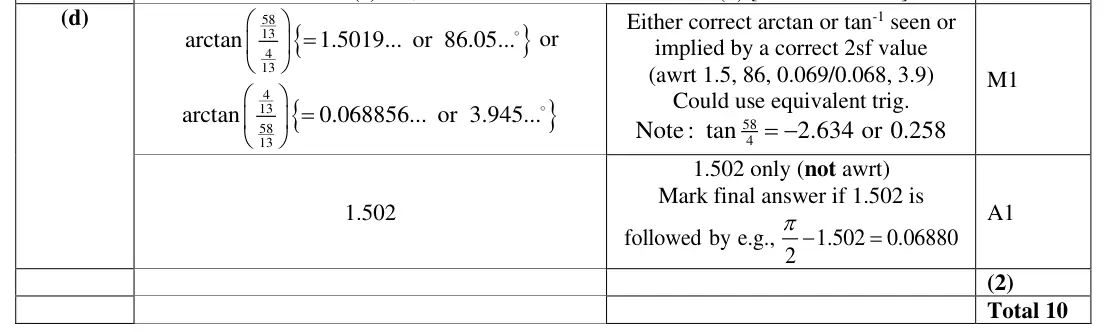 (d)
arctan(58/13 / 4/13){=1.5019... or 86.05...°} or
arctan(4/13 / 58/13){=0.068856... or 3.945...°}
Either correct arctan or tan⁻¹ seen or
implied by a correct 2sf value
(awrt 1.5, 86, 0.069/0.068, 3.9)
Could use equivalent trig.
Note : tan 58/4 = −2.634 or 0.258
M1
1.502
1.502 only (not awrt)
Mark final answer if 1.502 is
followed by e.g., π/2 −1.502 = 0.06880
A1
(2)
Total 10